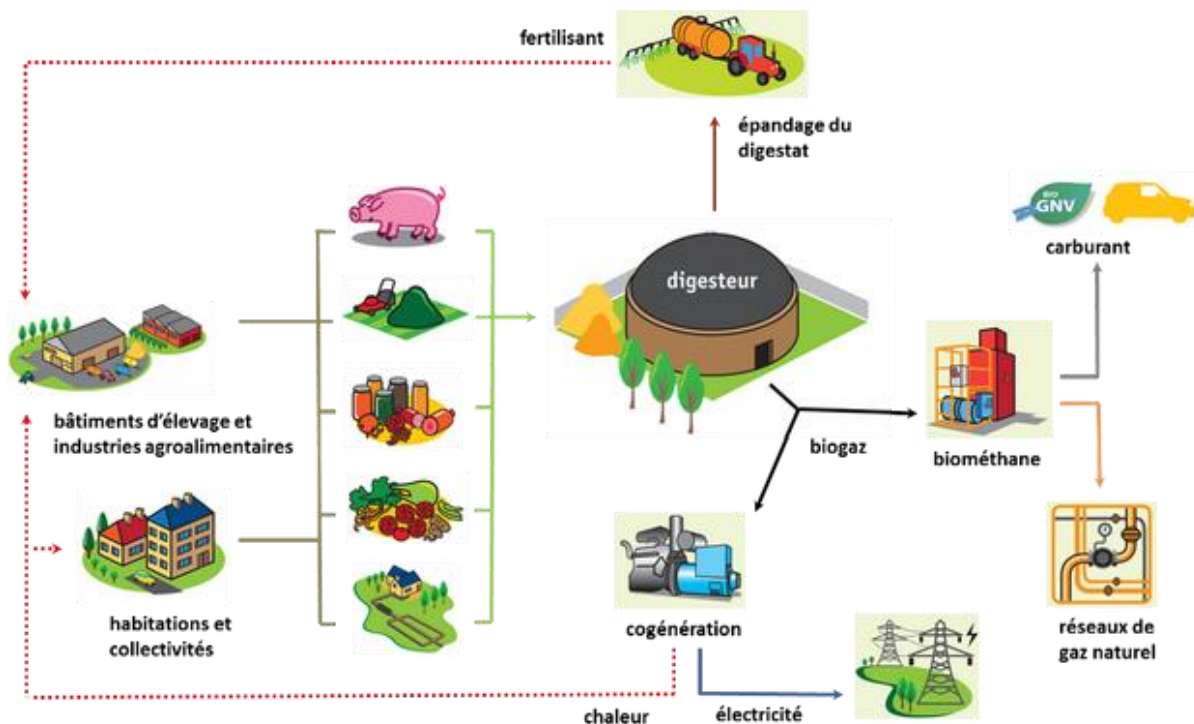 fertilisant
épandage du
digestat
BIO
GNV
carburant
digesteur
bâtiments d'élevage et
industries agroalimentaires
biogaz
biométhane
habitations et
collectivités
cogénération
réseaux de
gaz naturel
chaleur
électricité